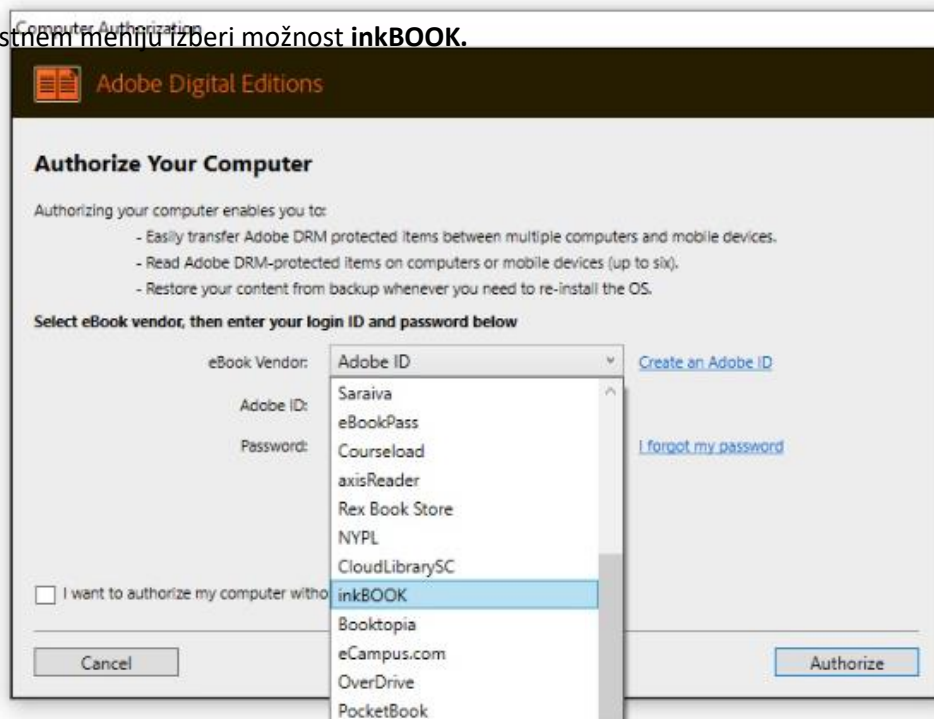 Computer Authorization
stnem meniju izberi možnost inkBOOK.
Adobe Digital Editions
Authorize Your Computer
Authorizing your computer enables you to:
- Easily transfer Adobe DRM protected items between multiple computers and mobile devices.
- Read Adobe DRM-protected items on computers or mobile devices (up to six).
- Restore your content from backup whenever you need to re-install the OS.
Select eBook vendor, then enter your login ID and password below
eBook Vendor: Adobe ID Create an Adobe ID
Adobe ID:
Password: I forgot my password
Saraiva
eBookPass
Courseload
axisReader
Rex Book Store
NYPL
CloudLibrarySC
inkBOOK
Booktopia
eCampus.com
OverDrive
PocketBook
I want to authorize my computer witho
Cancel Authorize